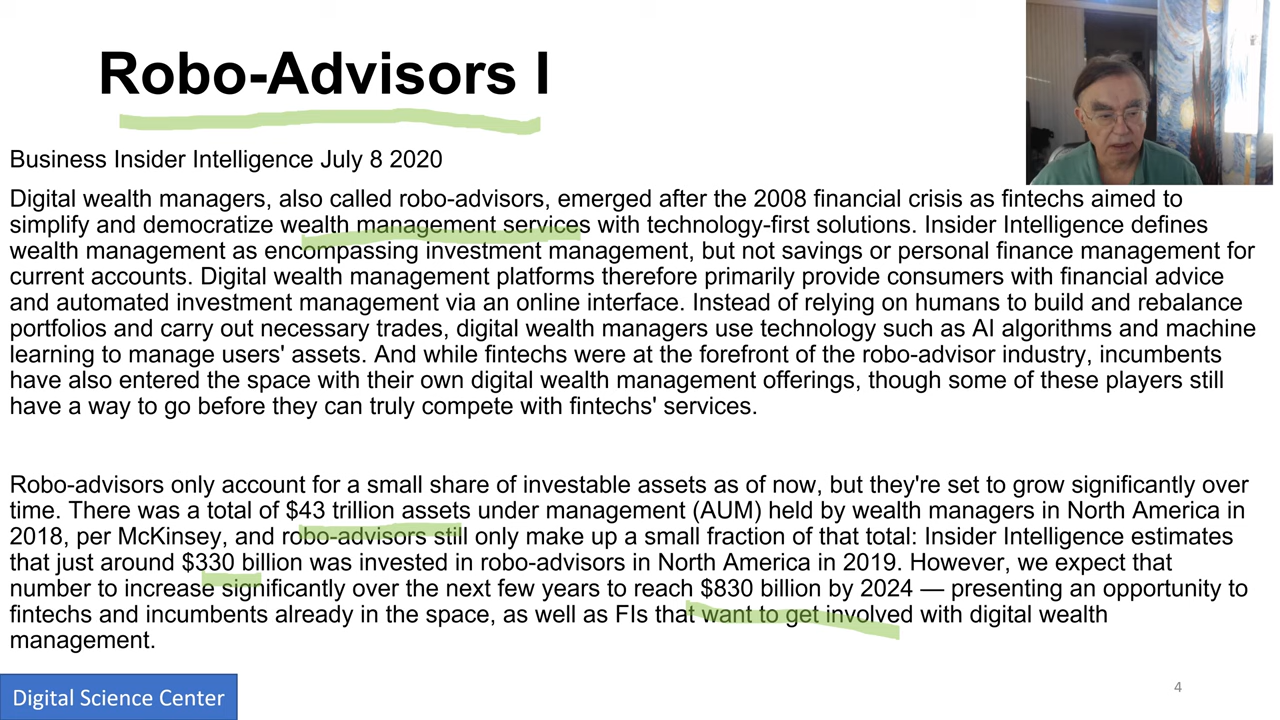 Robo-Advisors I
Business Insider Intelligence July 8 2020
Digital wealth managers, also called robo-advisors, emerged after the 2008 financial crisis as fintechs aimed to
simplify and democratize wealth management services with technology-first solutions. Insider Intelligence defines
wealth management as encompassing investment management, but not savings or personal finance management for
current accounts. Digital wealth management platforms therefore primarily provide consumers with financial advice
and automated investment management via an online interface. Instead of relying on humans to build and rebalance
portfolios and carry out necessary trades, digital wealth managers use technology such as AI algorithms and machine
learning to manage users' assets. And while fintechs were at the forefront of the robo-advisor industry, incumbents
have also entered the space with their own digital wealth management offerings, though some of these players still
have a way to go before they can truly compete with fintechs' services.
Robo-advisors only account for a small share of investable assets as of now, but they're set to grow significantly over
time. There was a total of $43 trillion assets under management (AUM) held by wealth managers in North America in
2018, per McKinsey, and robo-advisors still only make up a small fraction of that total: Insider Intelligence estimates
that just around $330 billion was invested in robo-advisors in North America in 2019. However, we expect that
number to increase significantly over the next few years to reach $830 billion by 2024 — presenting an opportunity to
fintechs and incumbents already in the space, as well as FIs that want to get involved with digital wealth
management.
Digital Science Center
4